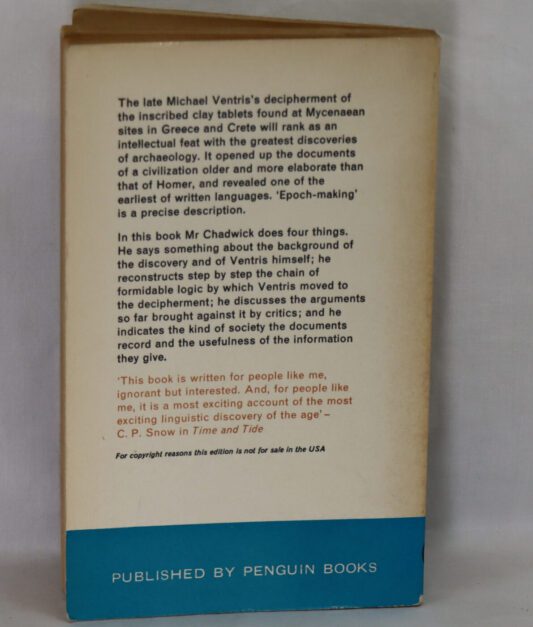 The late Michael Ventris's decipherment of
the inscribed clay tablets found at Mycenaean
sites in Greece and Crete will rank as an
intellectual feat with the greatest discoveries
of archaeology. It opened up the documents
of a civilization older and more elaborate than
that of Homer, and revealed one of the
earliest of written languages. 'Epoch-making'
is a precise description.
In this book Mr Chadwick does four things.
He says something about the background of
the discovery and of Ventris himself; he
reconstructs step by step the chain of
formidable logic by which Ventris moved to
the decipherment; he discusses the arguments
so far brought against it by critics; and he
indicates the kind of society the documents
record and the usefulness of the information
they give.
'This book is written for people like me,
ignorant but interested. And, for people like
me, it is a most exciting account of the most
exciting linguistic discovery of the age' –
C. P. Snow in Time and Tide
For copyright reasons this edition is not for sale in the USA
PUBLISHED BY PENGUIN BOOKS